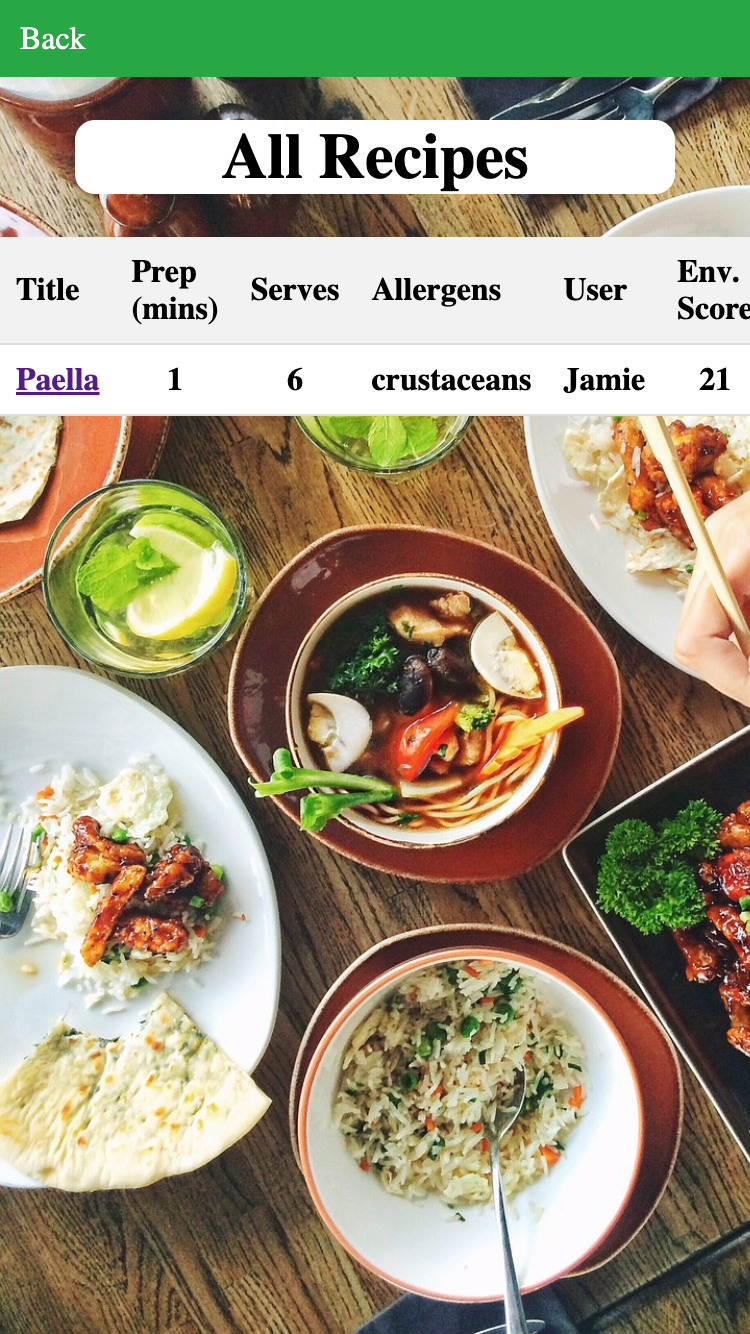 Back
All Recipes
Title Prep (mins) Serves Allergens User Env. Score
Paella 1 6 crustaceans Jamie 21